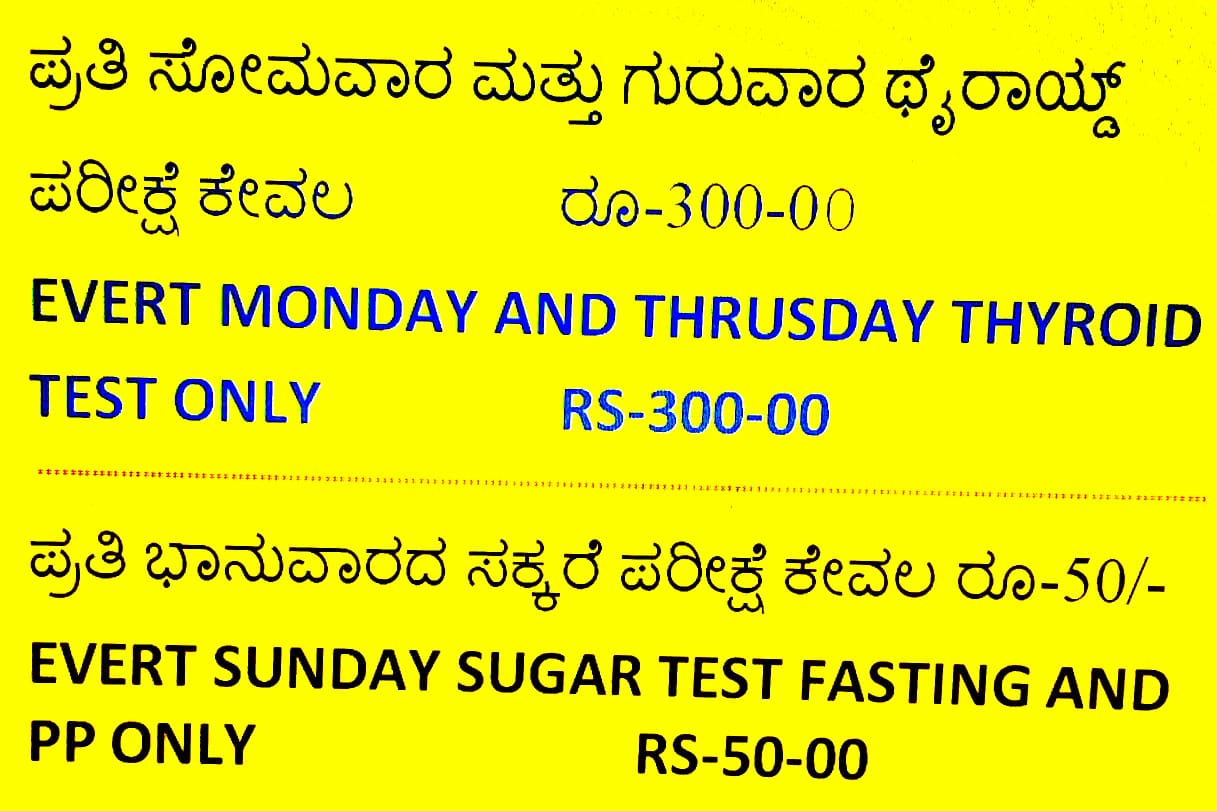 ಪ್ರತಿ ಸೋಮವಾರ ಮತ್ತು ಗುರುವಾರ ಥೈರಾಯ್ಡ್
ಪರೀಕ್ಷೆ ಕೇವಲ ರೂ-300-00
EVERT MONDAY AND THRUSDAY THYROID
TEST ONLY RS-300-00
ಪ್ರತಿ ಭಾನುವಾರದ ಸಕ್ಕರೆ ಪರೀಕ್ಷೆ ಕೇವಲ ರೂ-50/-
EVERT SUNDAY SUGAR TEST FASTING AND
PP ONLY RS-50-00